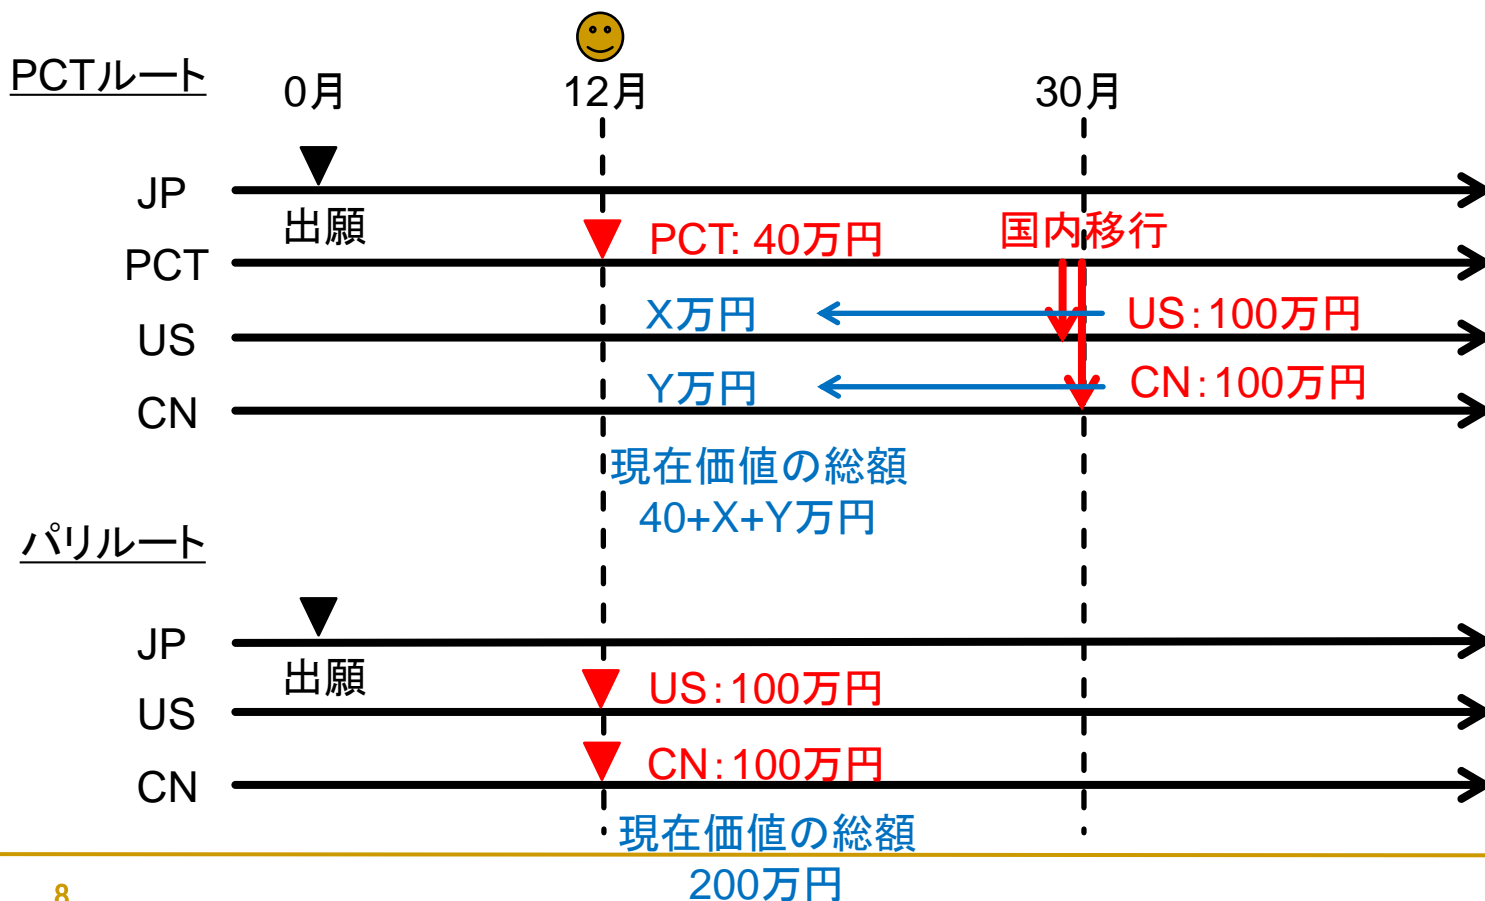 PCTルート
0月
12月
30月
JP
出願
PCT
PCT: 40万円
国内移行
US
X万円
US:100万円
CN
Y万円
CN:100万円
現在価値の総額
40+X+Y万円
パリルート
JP
出願
US
US:100万円
CN
CN:100万円
現在価値の総額
200万円
8